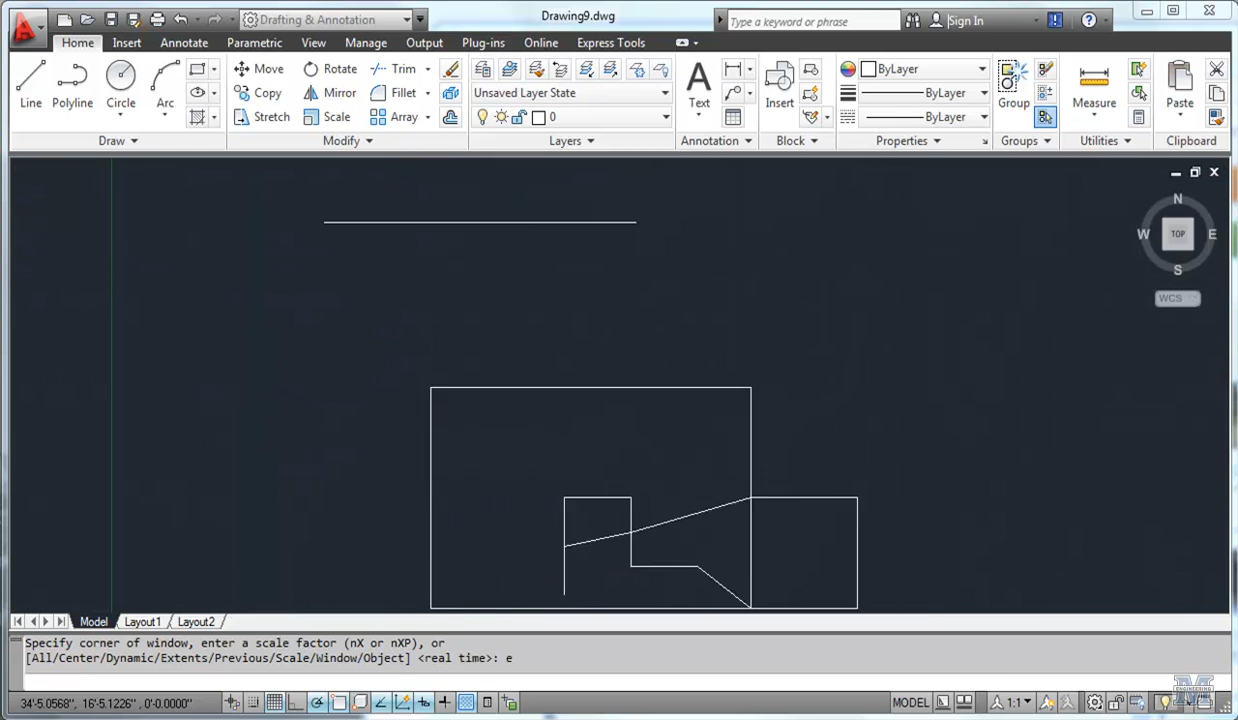 Drafting & Annotation
Drawing9.dwg
Type a keyword or phrase
Sign In
Home Insert Annotate Parametric View Manage Output Plug-ins Online Express Tools
Line Polyline Circle Arc
Move Rotate Trim
Copy Mirror Fillet
Stretch Scale Array
Unsaved Layer State
0
Text
Insert
ByLayer
ByLayer
ByLayer
Group
Measure
Paste
Draw Modify Layers Annotation Block Properties Groups Utilities Clipboard
N
W TOP E
S
WCS
Model Layout1 Layout2
Specify corner of window, enter a scale factor (nX or nXP), or
[All/Center/Dynamic/Extents/Previous/Scale/Window/Object] <real time>: e
34'-5.0568", 16'-5.1226", 0'-0.0000"
MODEL
1:1
M
ENGINEERING